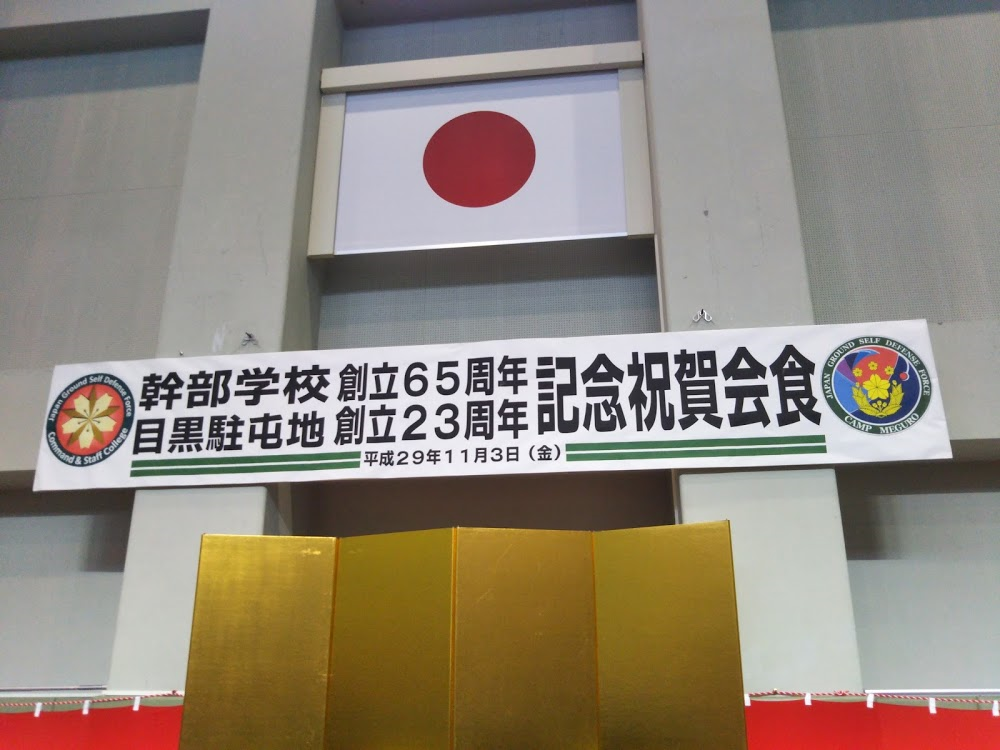 Japan Ground Self Defense Force
Command & Staff College
幹部学校 創立65周年
目黒駐屯地 創立23周年
記念祝賀会食
平成29年11月3日(金)
JAPAN GROUND SELF DEFENSE FORCE
CAMP MEGURO